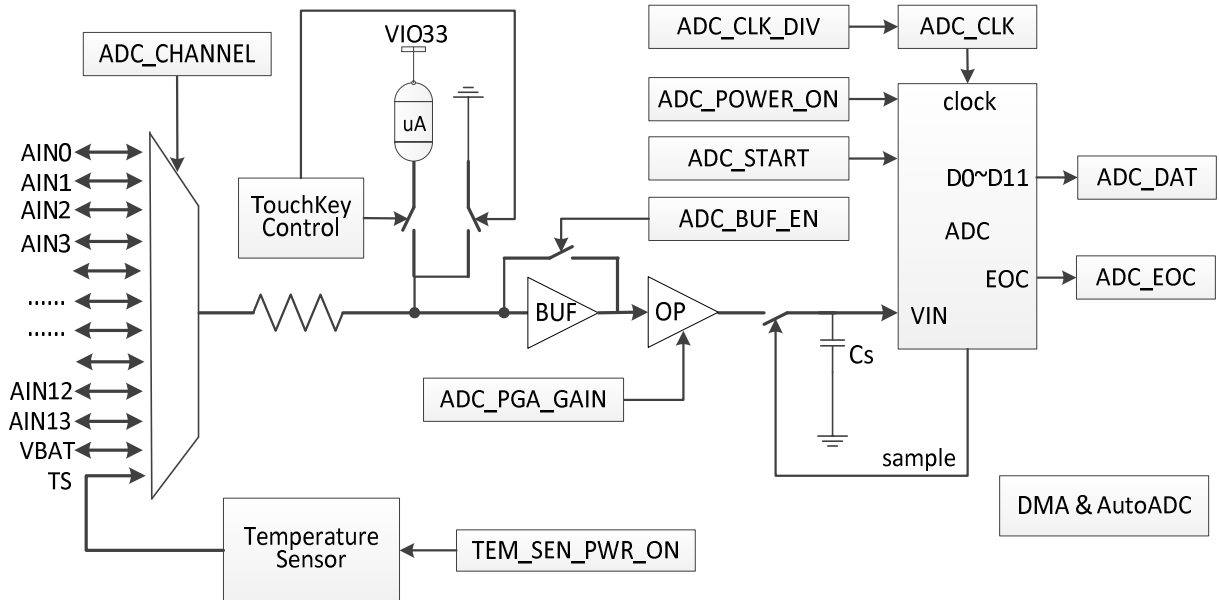 VIO33
ADC_CLK_DIV
ADC_CLK
ADC_CHANNEL
ADC_POWER_ON
clock
uA
ADC_START
AIN0
AIN1
AIN2
AIN3
......
......
AIN12
AIN13
VBAT
TS
TouchKey
Control
ADC_BUF_EN
D0~D11
ADC_DAT
ADC
EOC
ADC_EOC
BUF
OP
VIN
Cs
ADC_PGA_GAIN
sample
DMA & AutoADC
Temperature
Sensor
TEM_SEN_PWR_ON